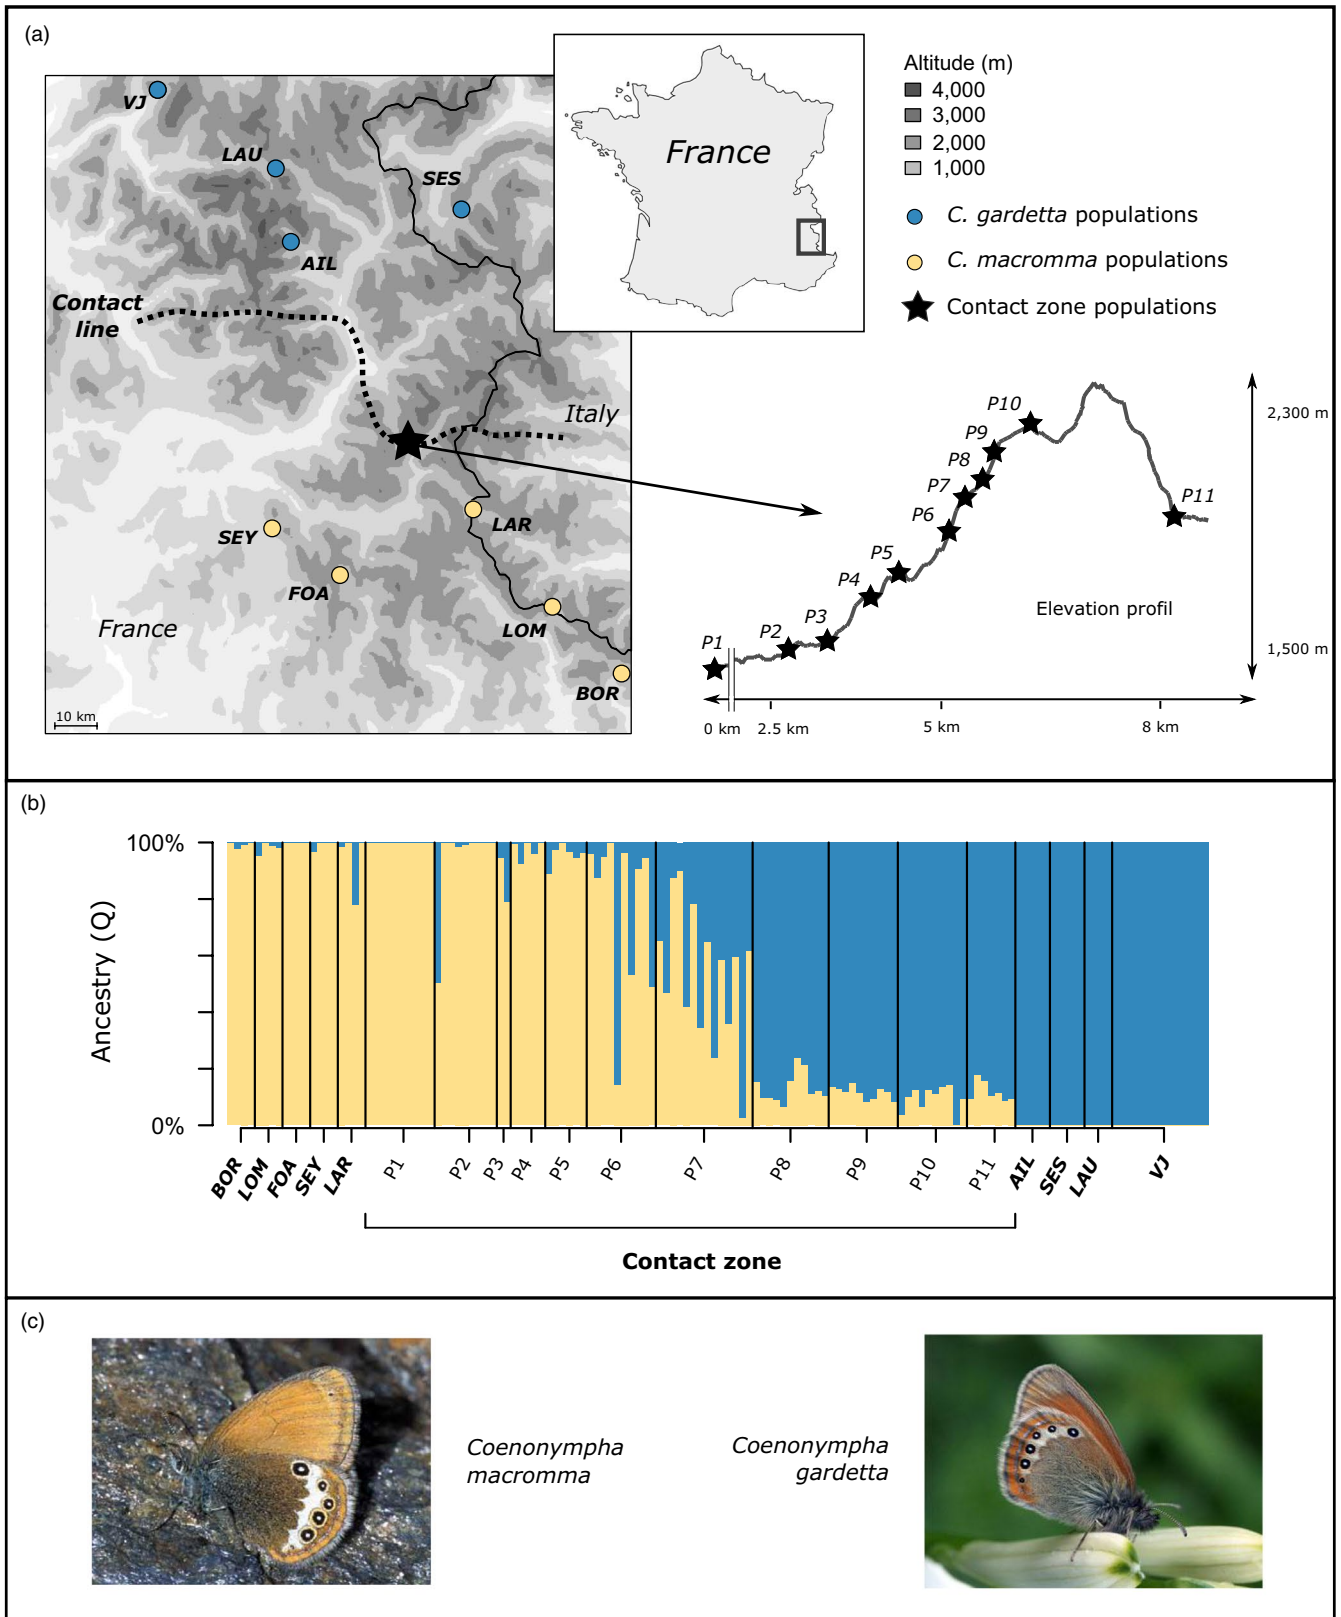 (a)
VJ
LAU
SES
AIL
Contact
line
Italy
LAR
SEY
FOA
LOM
France
BOR
10 km
France
Altitude (m)
4,000
3,000
2,000
1,000
C. gardetta populations
C. macromma populations
Contact zone populations
P10
2,300 m
P9
P8
P7
P11
P6
P5
P4
Elevation profil
P3
P2
P1
1,500 m
0 km
2.5 km
5 km
8 km
(b)
100%
Ancestry (Q)
0%
BOR
LOM
FOA
SEY
LAR
P1
P2
P3
P4
P5
P6
P7
P8
P9
P10
P11
AIL
SES
LAU
VJ
Contact zone
(c)
Coenonympha
macromma
Coenonympha
gardetta